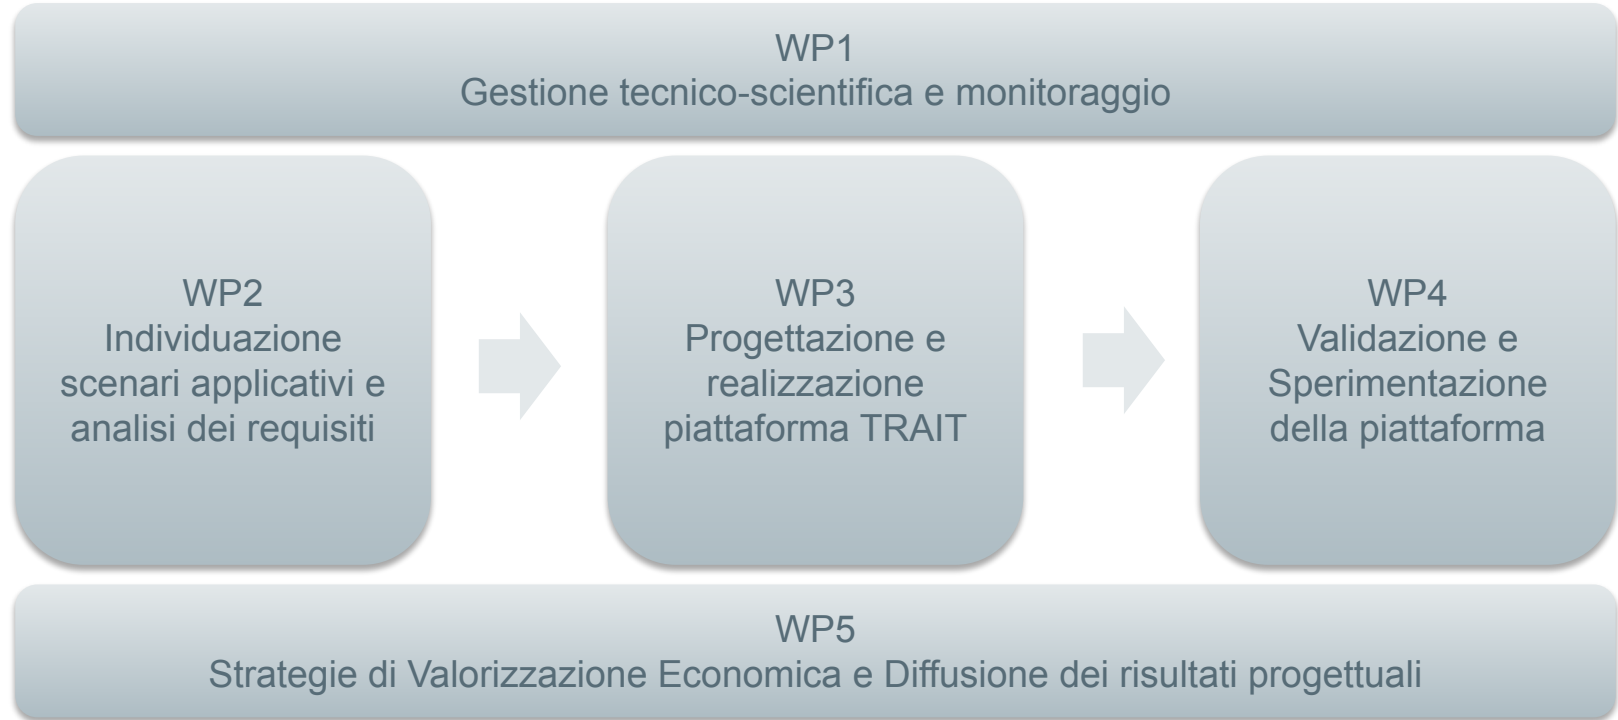 WP1
Gestione tecnico-scientifica e monitoraggio
WP2
Individuazione
scenari applicativi e
analisi dei requisiti
WP3
Progettazione e
realizzazione
piattaforma TRAIT
WP4
Validazione e
Sperimentazione
della piattaforma
WP5
Strategie di Valorizzazione Economica e Diffusione dei risultati progettuali